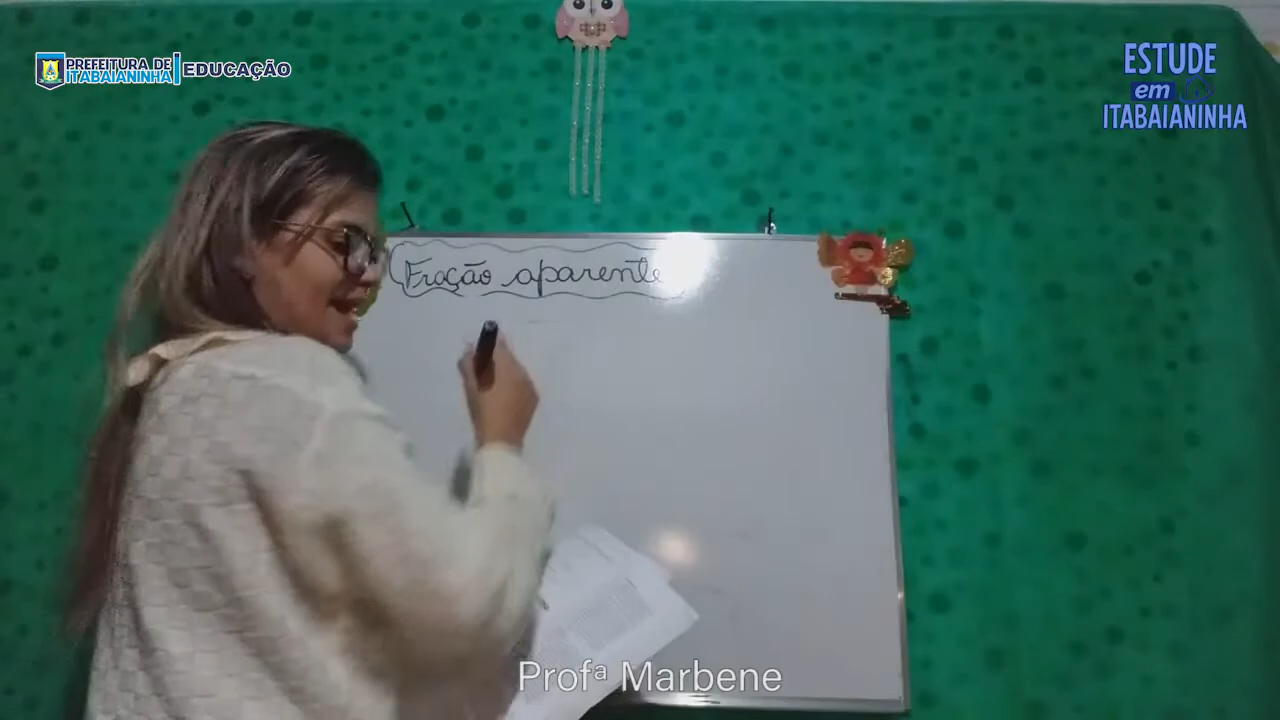 PREFEITURA DE
ITABAIANINHA
EDUCAÇÃO
ESTUDE
em
ITABAIANINHA
Fração aparente
Profª Marbene